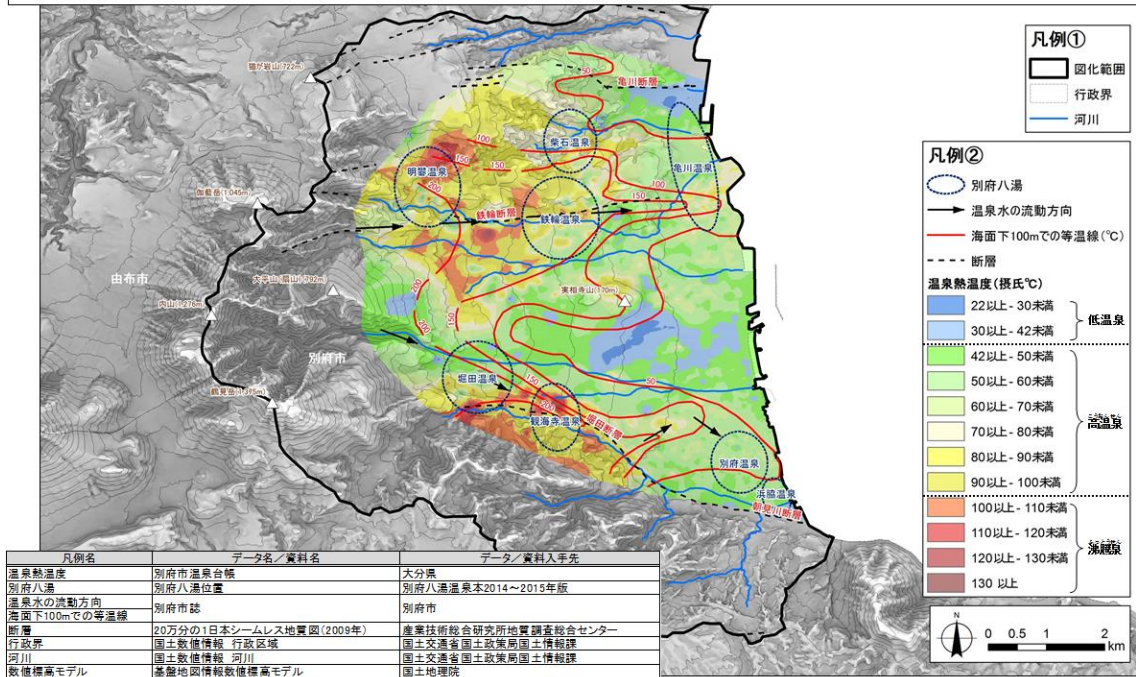 凡例①
図化範囲
行政界
河川
凡例②
別府八湯
温泉水の流動方向
海面下100mでの等温線(℃)
断層
温泉熱温度(摂氏℃)
22以上 - 30未満
30以上 - 42未満
低温泉
42以上 - 50未満
50以上 - 60未満
60以上 - 70未満
70以上 - 80未満
80以上 - 90未満
90以上 - 100未満
高温泉
100以上 - 110未満
110以上 - 120未満
120以上 - 130未満
130 以上
沸騰泉
N
0 0.5 1 2
km
猫が岩山(722m)
伽藍岳(1,045m)
大平山(扇山)(792m)
内山(1,276m)
鶴見岳(1,375m)
実相寺山(170m)
由布市
別府市
亀川断層
柴石温泉
明礬温泉
亀川温泉
鉄輪断層
鉄輪温泉
堀田温泉
観海寺温泉
堀田断層
別府温泉
浜脇温泉
朝見川断層
50
100
150
150
200
100
150
200
200
150
150
200
50
凡例名 データ名/資料名 データ/資料入手先
温泉熱温度 別府市温泉台帳 大分県
別府八湯 別府八湯位置 別府八湯温泉本2014～2015年版
温泉水の流動方向
海面下100mでの等温線 別府市誌 別府市
断層 20万分の1日本シームレス地質図(2009年) 産業技術総合研究所地質調査総合センター
行政界 国土数値情報 行政区域 国土交通省国土政策局国土情報課
河川 国土数値情報 河川 国土交通省国土政策局国土情報課
数値標高モデル 基盤地図情報数値標高モデル 国土地理院